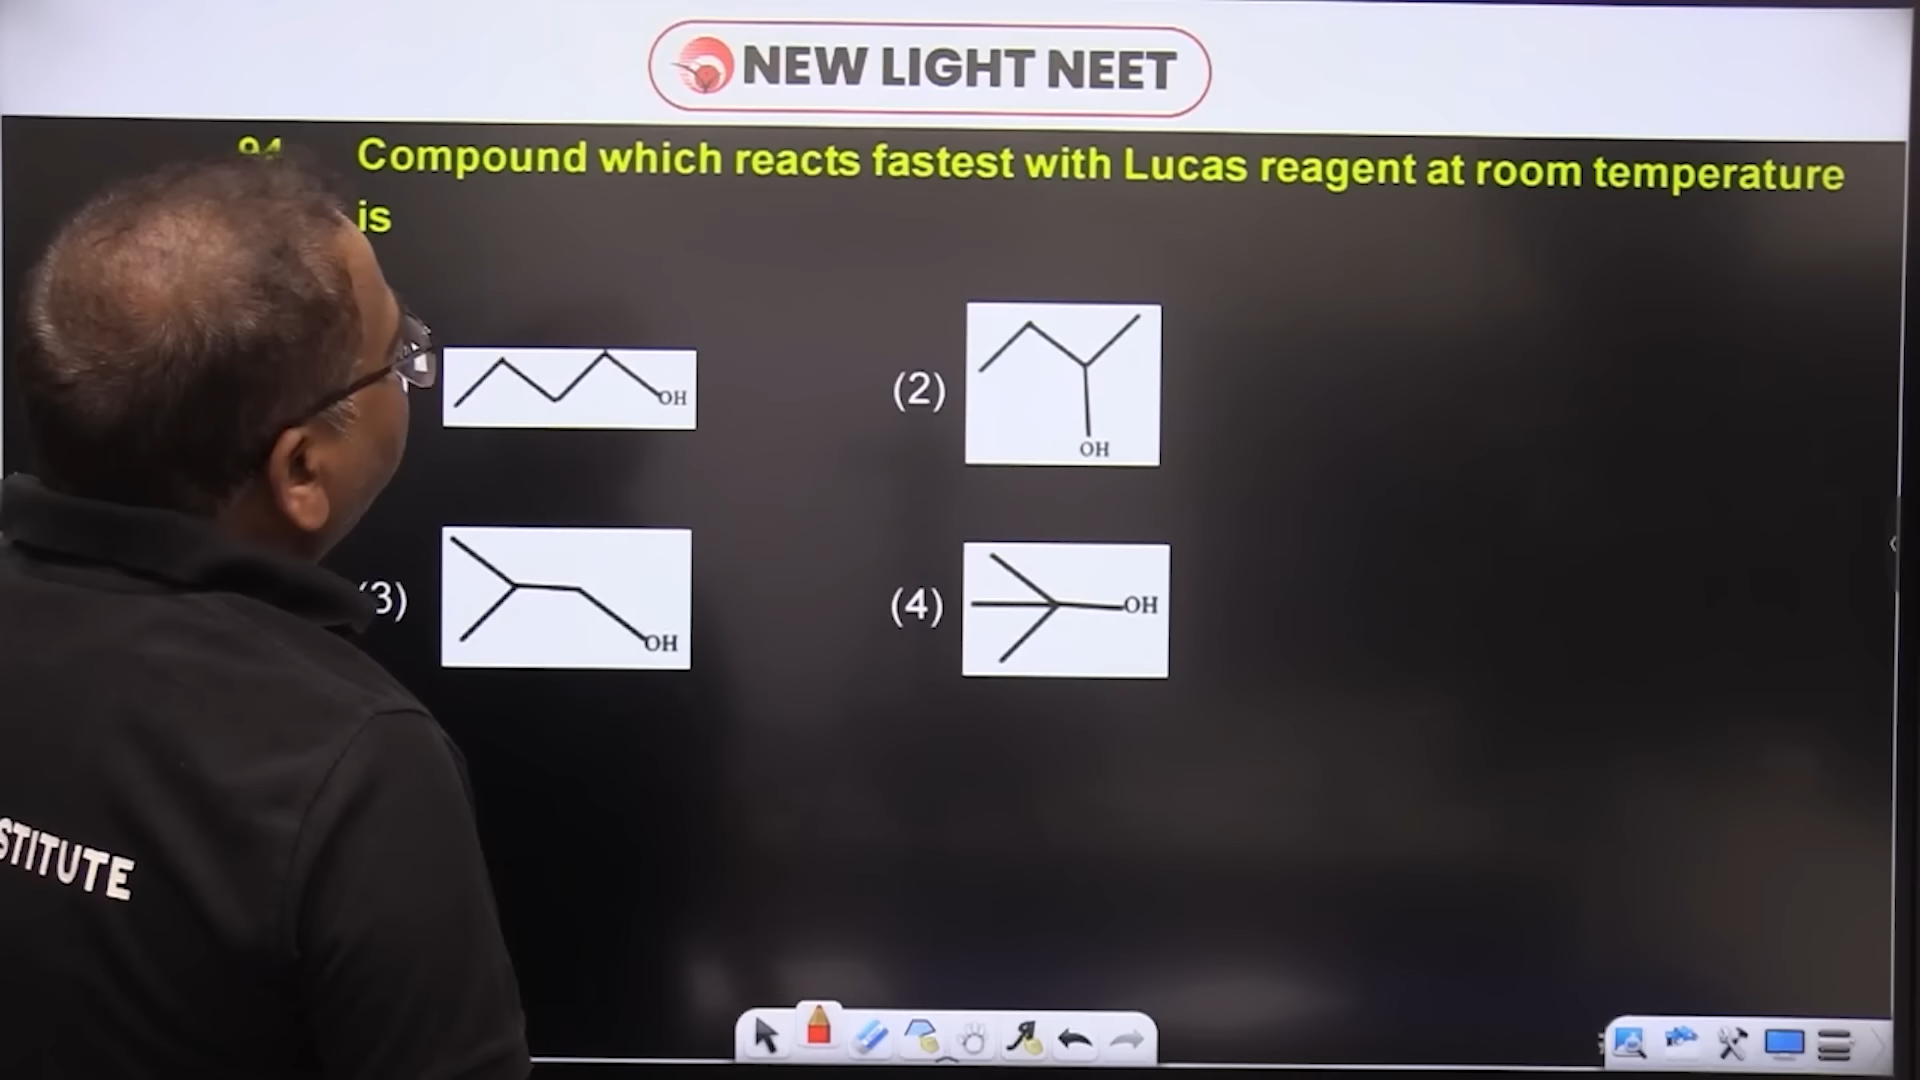 NEW LIGHT NEET
94 Compound which reacts fastest with Lucas reagent at room temperature
is
OH
(2)
OH
(3)
OH
(4)
OH
STITUTE